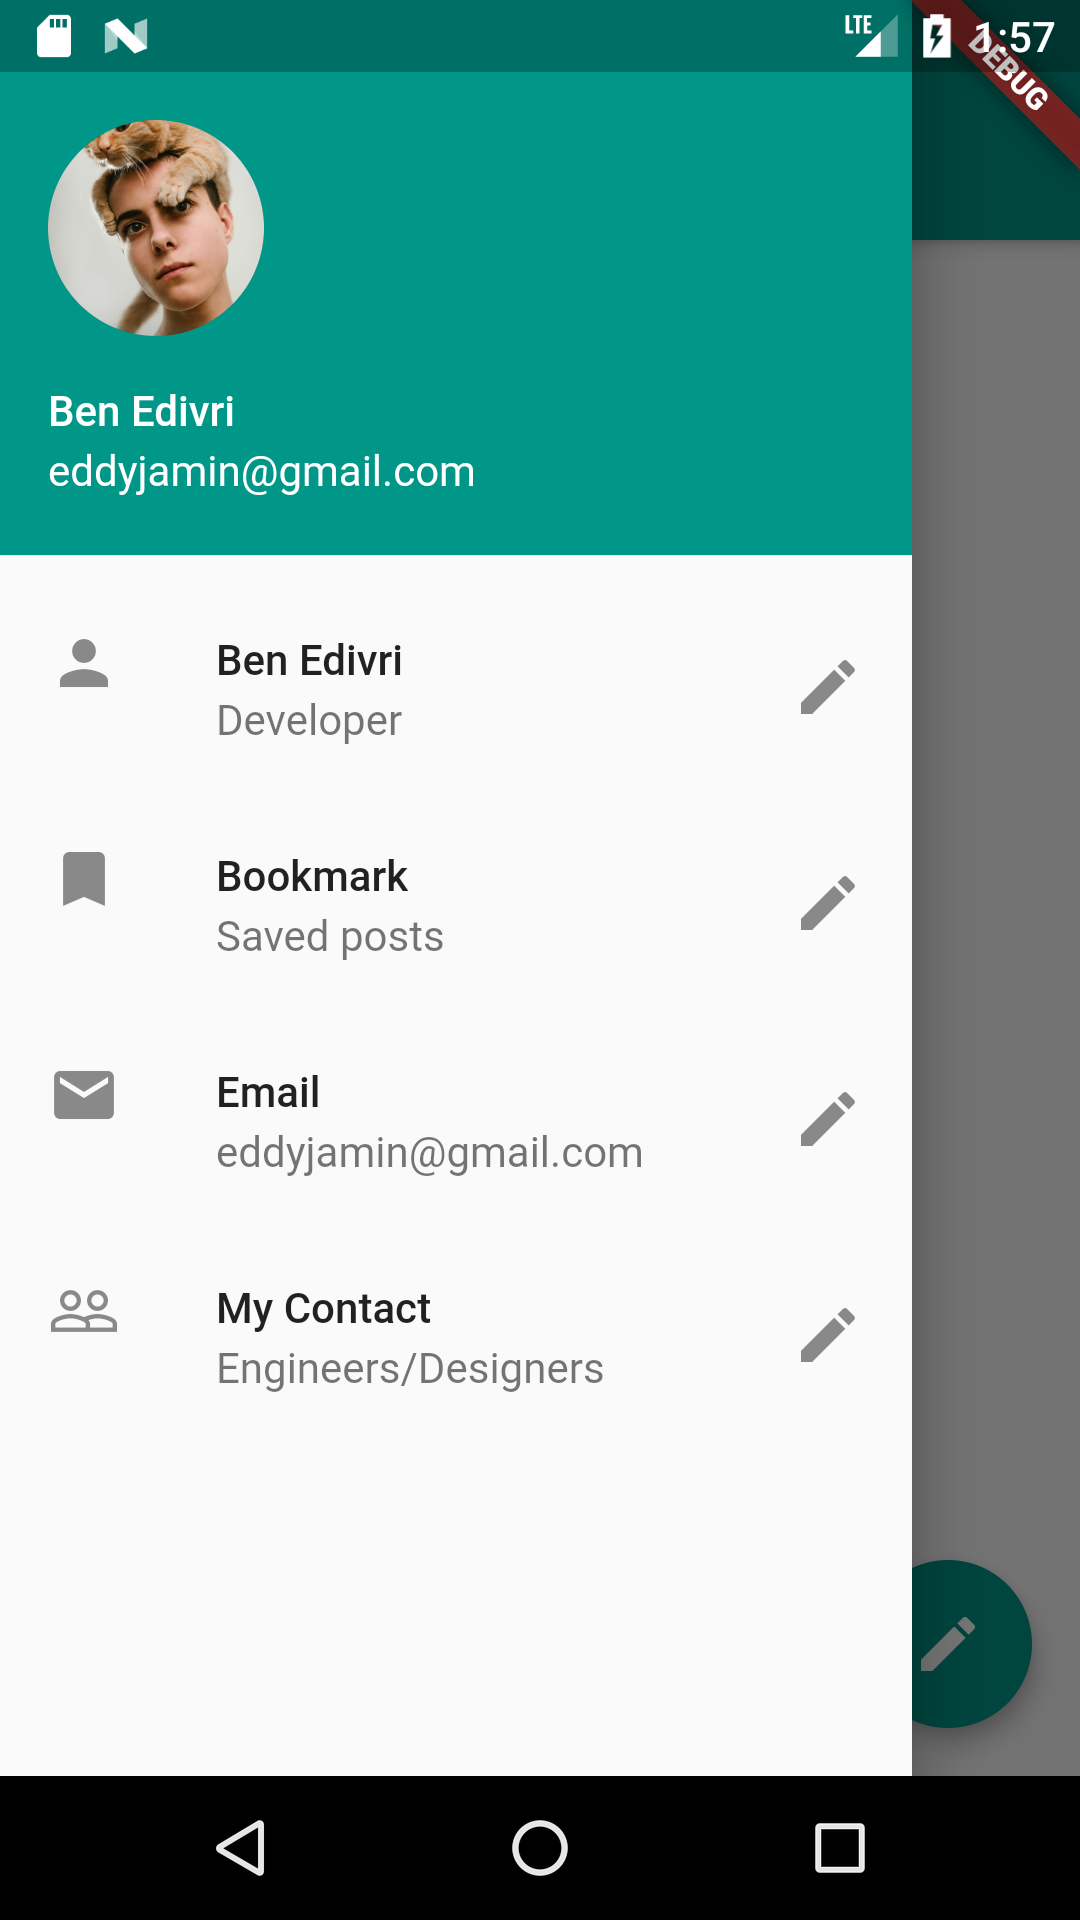 LTE
1:57
DEBUG
Ben Edivri
eddyjamin@gmail.com
Ben Edivri
Developer
Bookmark
Saved posts
Email
eddyjamin@gmail.com
My Contact
Engineers/Designers